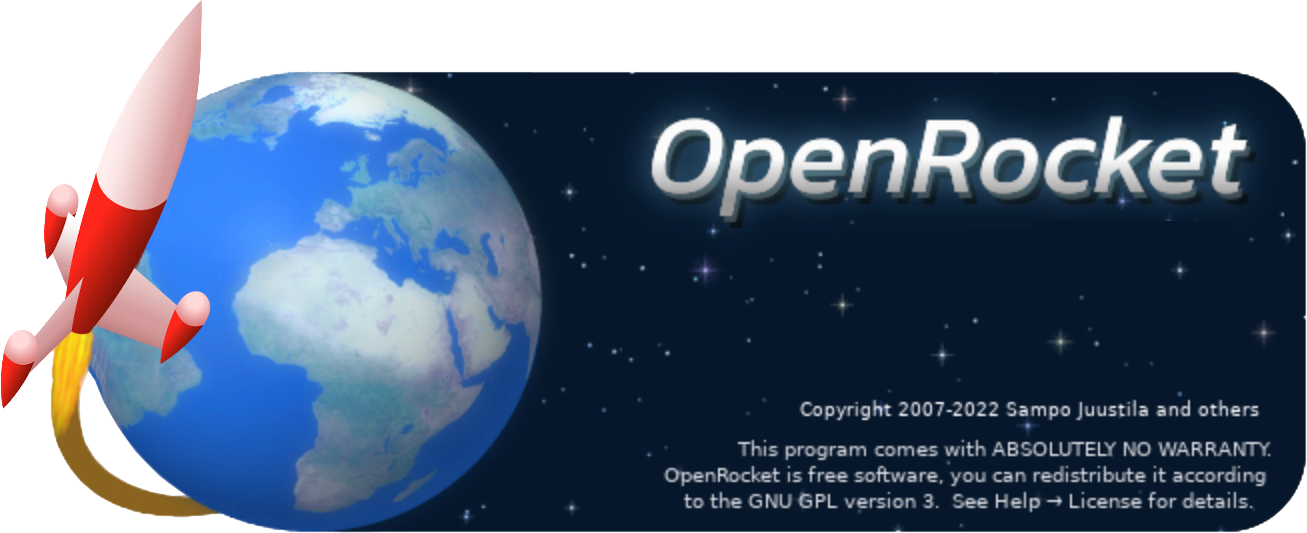 OpenRocket
Copyright 2007-2022 Sampo Juustila and others
This program comes with ABSOLUTELY NO WARRANTY.
OpenRocket is free software, you can redistribute it according
to the GNU GPL version 3.  See Help → License for details.